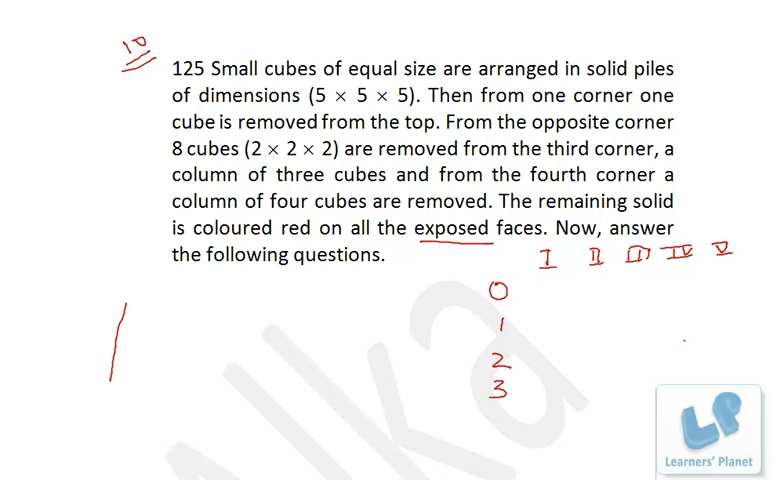 10
125 Small cubes of equal size are arranged in solid piles
of dimensions (5 × 5 × 5). Then from one corner one
cube is removed from the top. From the opposite corner
8 cubes (2 × 2 × 2) are removed from the third corner, a
column of three cubes and from the fourth corner a
column of four cubes are removed. The remaining solid
is coloured red on all the exposed faces. Now, answer
the following questions.
I II III IV V
0
1
2
3
Alka
LP
Learners' Planet